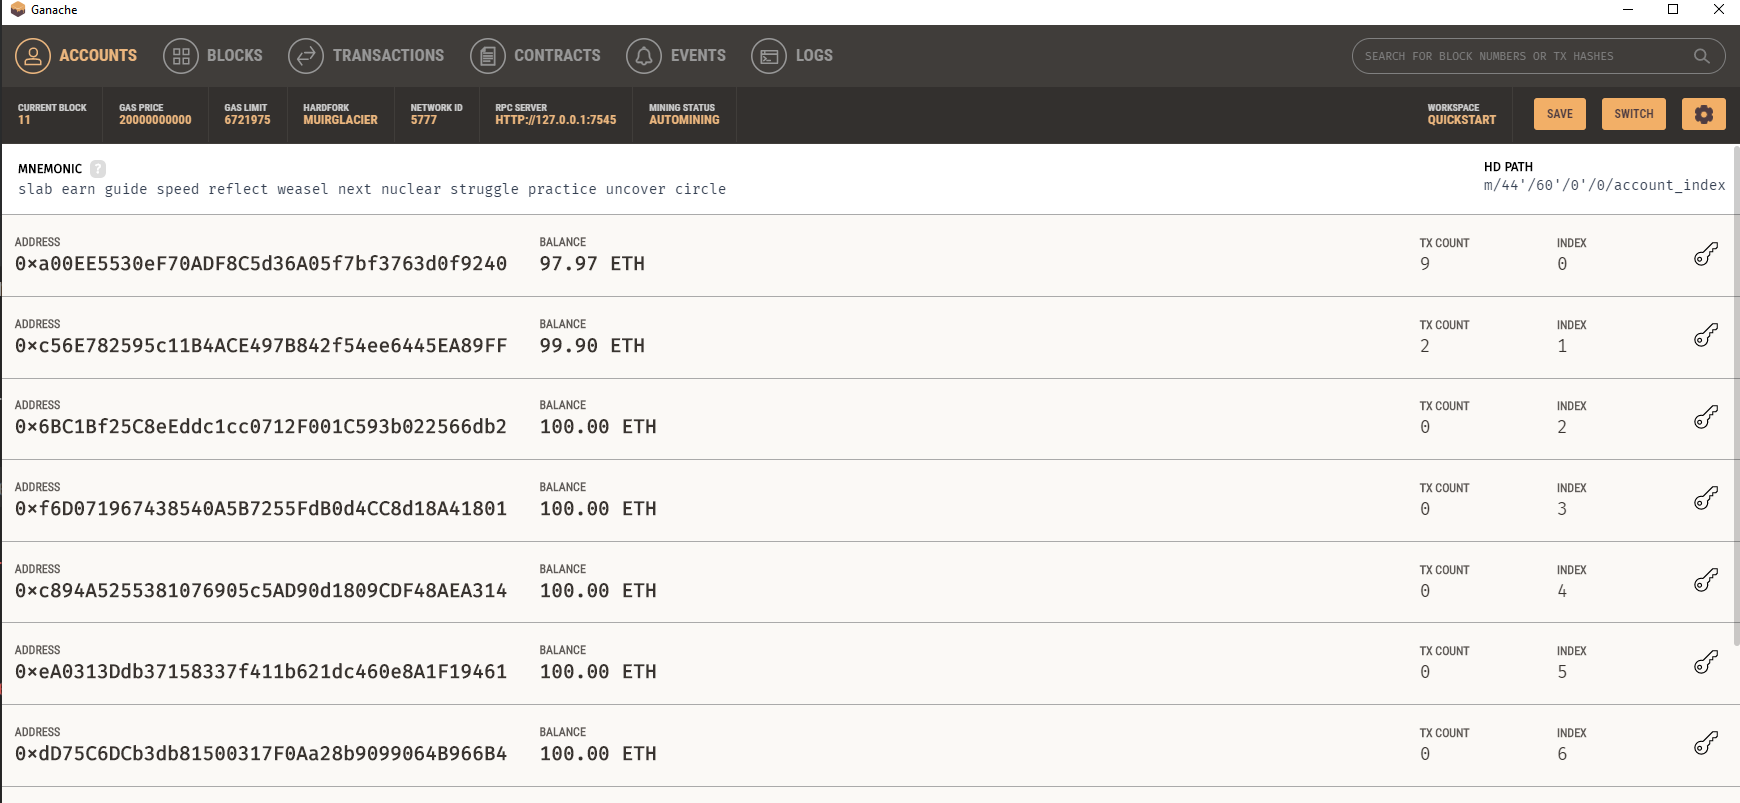 Ganache
ACCOUNTS BLOCKS TRANSACTIONS CONTRACTS EVENTS LOGS SEARCH FOR BLOCK NUMBERS OR TX HASHES
CURRENT BLOCK GAS PRICE GAS LIMIT HARDFORK NETWORK ID RPC SERVER MINING STATUS WORKSPACE
11 20000000000 6721975 MUIRGLACIER 5777 HTTP://127.0.0.1:7545 AUTOMINING QUICKSTART SAVE SWITCH
MNEMONIC ? HD PATH
slab earn guide speed reflect weasel next nuclear struggle practice uncover circle m/44'/60'/0'/0/account_index
ADDRESS BALANCE TX COUNT INDEX
0×a00EE5530eF70ADF8C5d36A05f7bf3763d0f9240 97.97 ETH 9 0
ADDRESS BALANCE TX COUNT INDEX
0×c56E782595c11B4ACE497B842f54ee6445EA89FF 99.90 ETH 2 1
ADDRESS BALANCE TX COUNT INDEX
0×6BC1Bf25C8eEddc1cc0712F001C593b022566db2 100.00 ETH 0 2
ADDRESS BALANCE TX COUNT INDEX
0×f6D071967438540A5B7255FdB0d4CC8d18A41801 100.00 ETH 0 3
ADDRESS BALANCE TX COUNT INDEX
0×c894A5255381076905c5AD90d1809CDF48AEA314 100.00 ETH 0 4
ADDRESS BALANCE TX COUNT INDEX
0×eA0313Ddb37158337f411b621dc460e8A1F19461 100.00 ETH 0 5
ADDRESS BALANCE TX COUNT INDEX
0×dD75C6DCb3db81500317F0Aa28b9099064B966B4 100.00 ETH 0 6